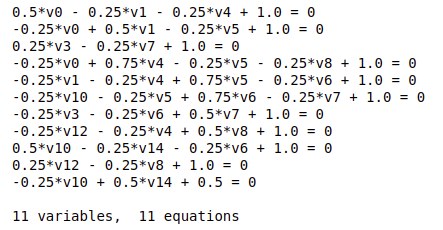 0.5*v0 - 0.25*v1 - 0.25*v4 + 1.0 = 0
-0.25*v0 + 0.5*v1 - 0.25*v5 + 1.0 = 0
0.25*v3 - 0.25*v7 + 1.0 = 0
-0.25*v0 + 0.75*v4 - 0.25*v5 - 0.25*v8 + 1.0 = 0
-0.25*v1 - 0.25*v4 + 0.75*v5 - 0.25*v6 + 1.0 = 0
-0.25*v10 - 0.25*v5 + 0.75*v6 - 0.25*v7 + 1.0 = 0
-0.25*v3 - 0.25*v6 + 0.5*v7 + 1.0 = 0
-0.25*v12 - 0.25*v4 + 0.5*v8 + 1.0 = 0
0.5*v10 - 0.25*v14 - 0.25*v6 + 1.0 = 0
0.25*v12 - 0.25*v8 + 1.0 = 0
-0.25*v10 + 0.5*v14 + 0.5 = 0
11 variables,  11 equations